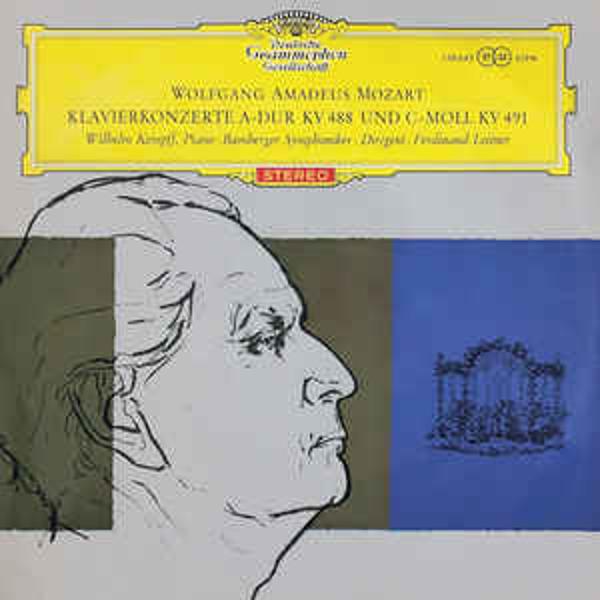 Deutsche
Grammophon
Gesellschaft
WOLFGANG AMADEUS MOZART
KLAVIERKONZERTE A-DUR KV 488 UND C-MOLL KV 491
Wilhelm Kempff, Piano · Bamberger Symphoniker · Dirigent: Ferdinand Leitner
STEREO